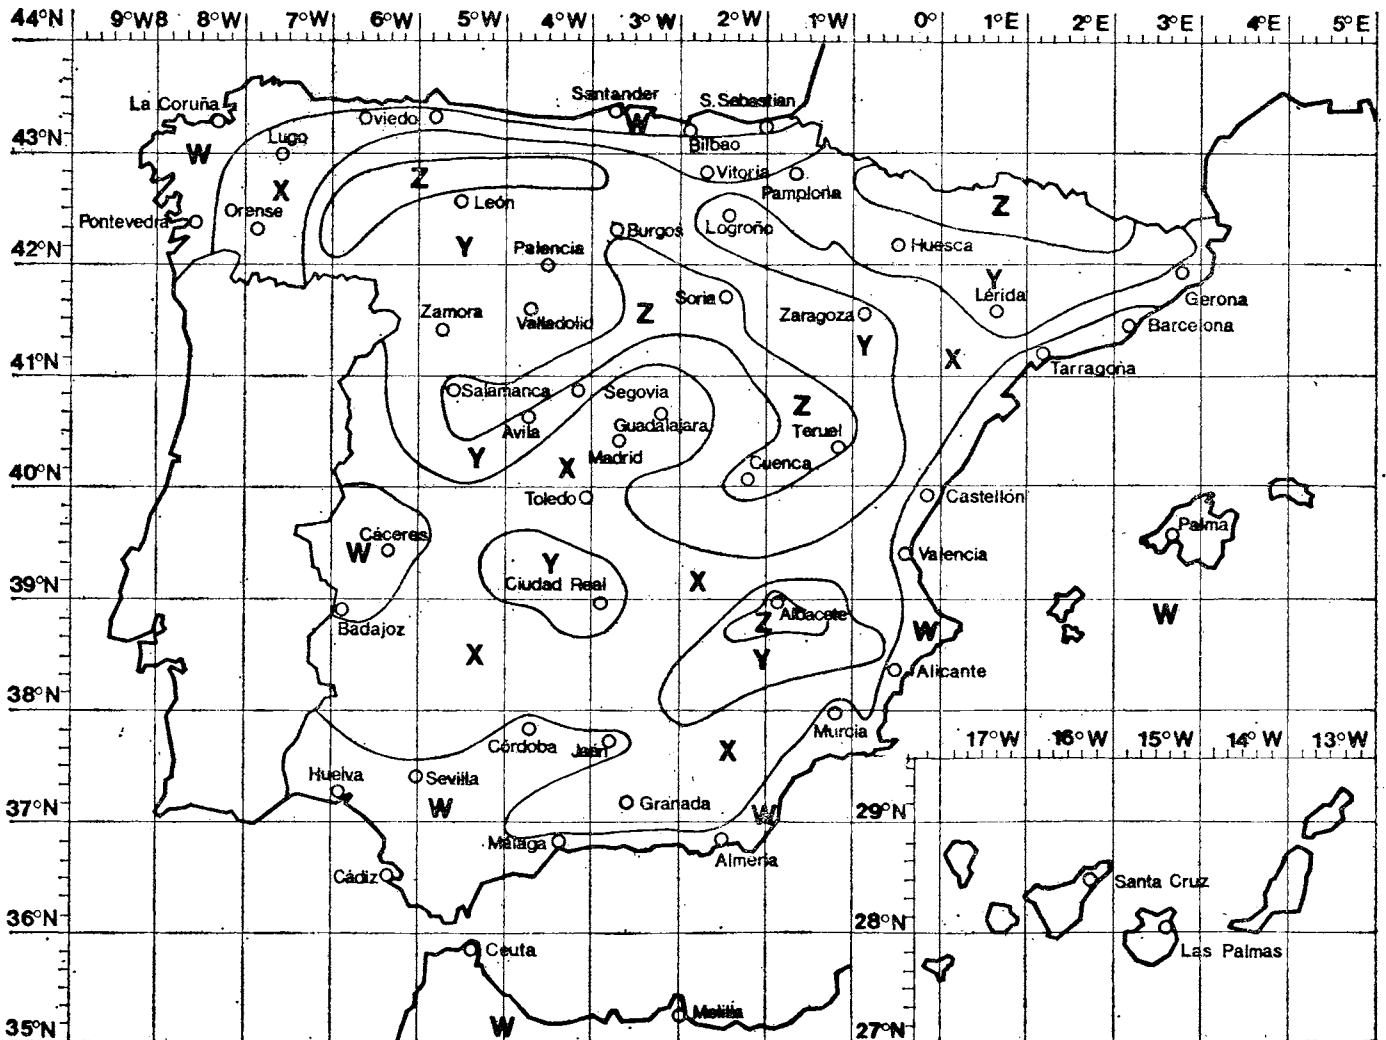 44°N 9°W 8°W 7°W 6°W 5°W 4°W 3°W 2°W 1°W 0° 1°E 2°E 3°E 4°E 5°E
Santander
La Coruña
S. Sebastian
Oviedo
W
43°N
Lugo
Bilbao
W
Vitoria
Z
Pamplona
X
León
Z
Orense
Pontevedra
Logroño
Burgos
Huesca
42°N
Y
Palencia
Y
Lérida
Soria
Gerona
Zamora
Z
Zaragoza
Valladolid
Barcelona
Y
41°N
X
Tarragona
Salamanca
Segovia
Z
Guadalajara
Avila
Teruel
Madrid
Y
X
Cuenca
40°N
Toledo
Castellón
Palma
Cáceres
W
Valencia
Y
Ciudad Real
X
39°N
Albacete
W
Z
Badajoz
W
X
Y
Alicante
38°N
Murcia
17°W 16°W 15°W 14°W 13°W
Córdoba
Jaén
X
Huelva
Sevilla
Granada
37°N
W
W
29°N
Málaga
Almería
Cádiz
Santa Cruz
36°N
28°N
Ceuta
Las Palmas
Melilla
35°N
W
27°N